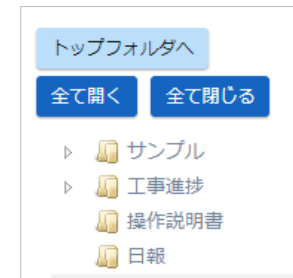 トップフォルダへ
全て開く 全て閉じる
サンプル
工事進捗
操作説明書
日報